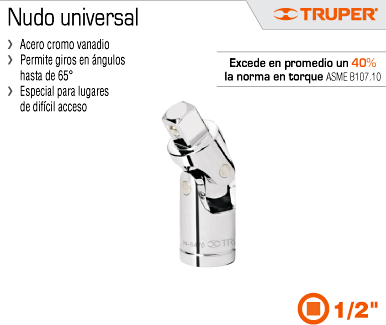 Nudo universal
TRUPER®
❯ Acero cromo vanadio
❯ Permite giros en ángulos
hasta de 65°
❯ Especial para lugares
de difícil acceso
Excede en promedio un 40%
la norma en torque ASME B107.10
TRUP
1/2"